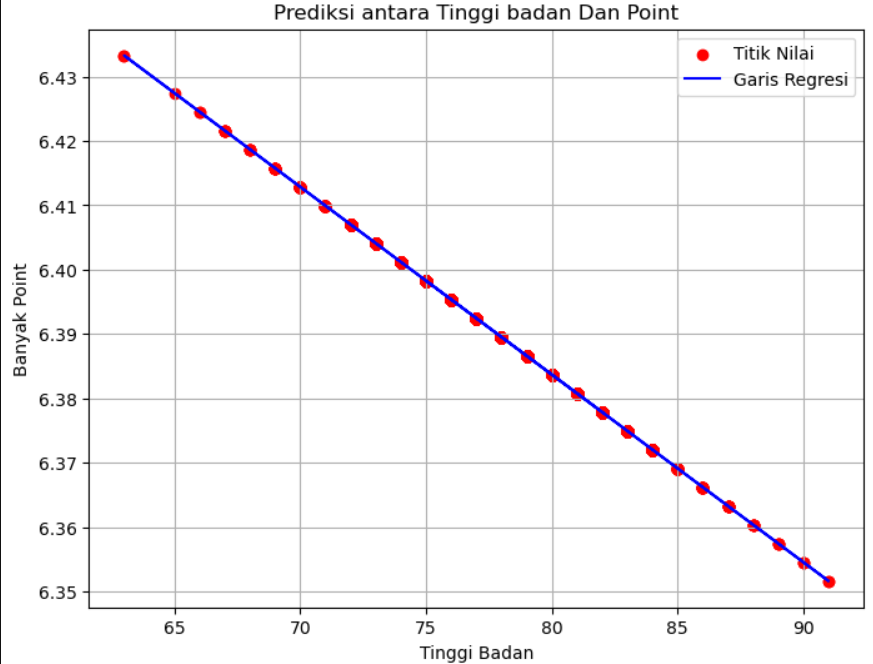 Prediksi antara Tinggi badan Dan Point
Titik Nilai
Garis Regresi
Banyak Point
6.43
6.42
6.41
6.40
6.39
6.38
6.37
6.36
6.35
65 70 75 80 85 90
Tinggi Badan